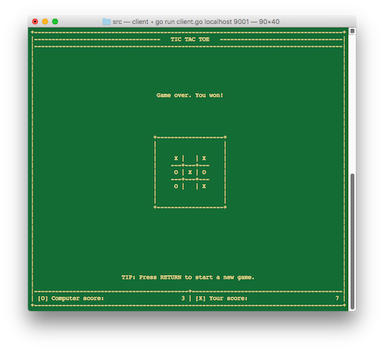 src — client • go run client.go localhost 9001 — 90×40
TIC TAC TOE
Game over. You won!
X | | X
O | X | O
O | | X
TIP: Press RETURN to start a new game.
[O] Computer score: 3 | [X] Your score: 7